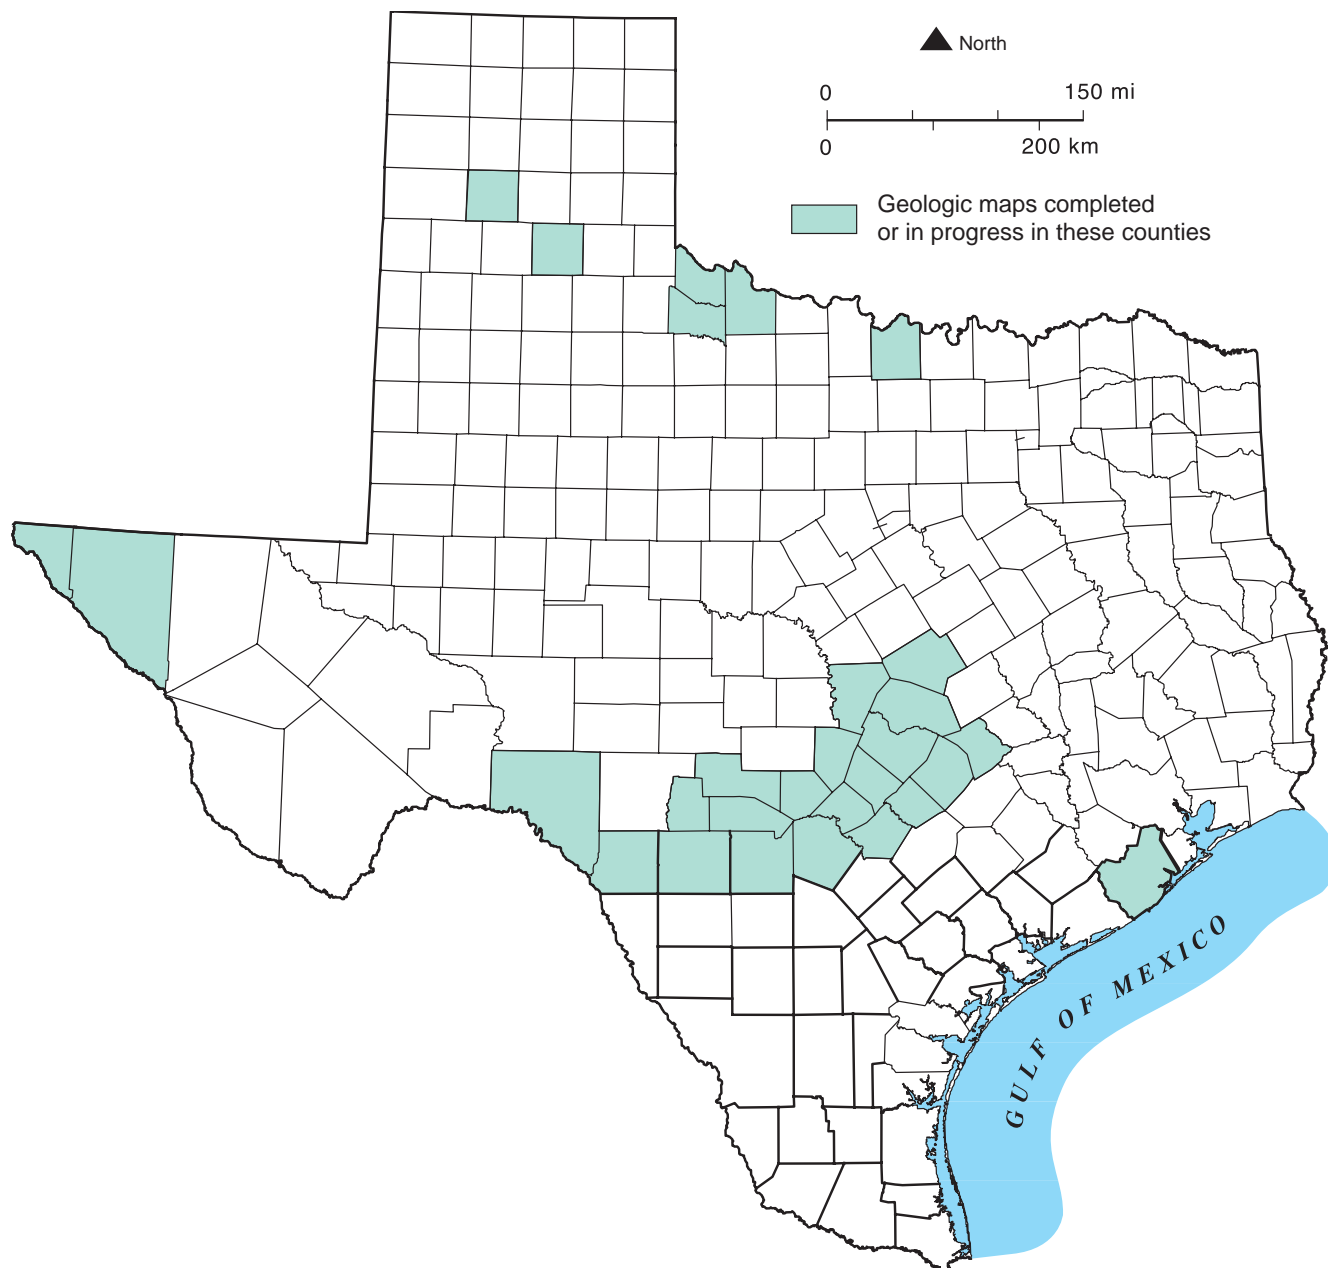 North
0 150 mi
0 200 km
Geologic maps completed
or in progress in these counties
GULF OF MEXICO